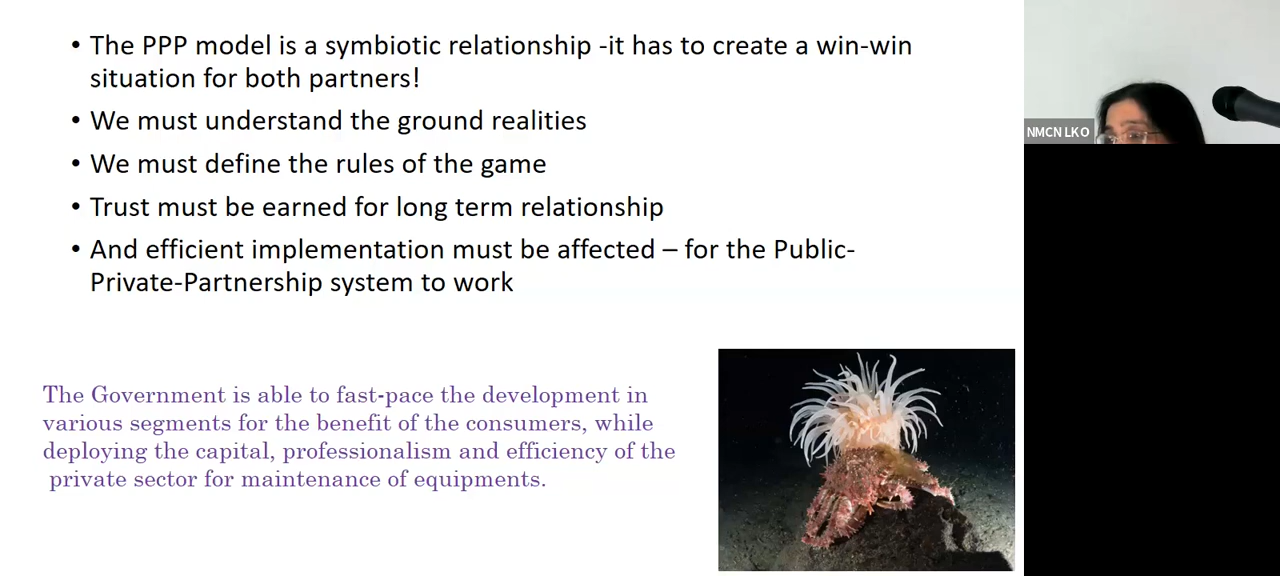 • The PPP model is a symbiotic relationship -it has to create a win-win
situation for both partners!
• We must understand the ground realities
• We must define the rules of the game
• Trust must be earned for long term relationship
• And efficient implementation must be affected – for the Public-
Private-Partnership system to work
The Government is able to fast-pace the development in
various segments for the benefit of the consumers, while
deploying the capital, professionalism and efficiency of the
private sector for maintenance of equipments.
NMCN LKO